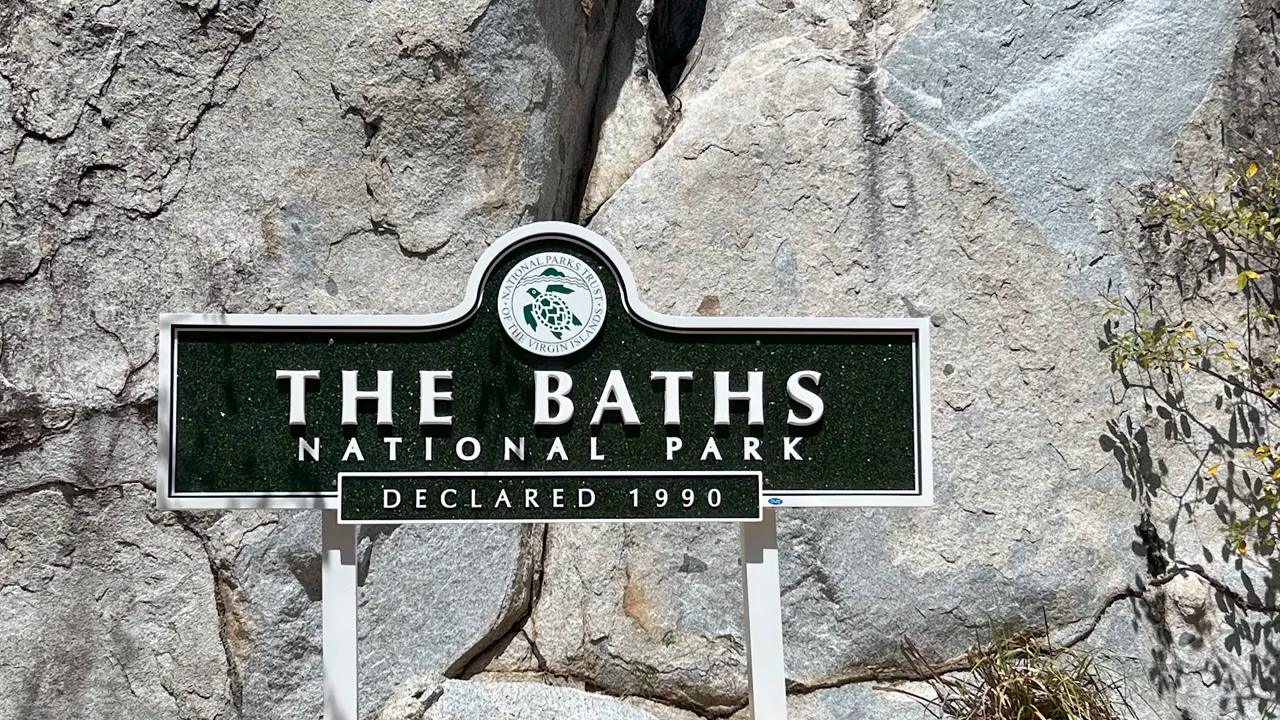 NATIONAL PARKS TRUST
OF THE VIRGIN ISLANDS
THE BATHS
NATIONAL PARK
DECLARED 1990